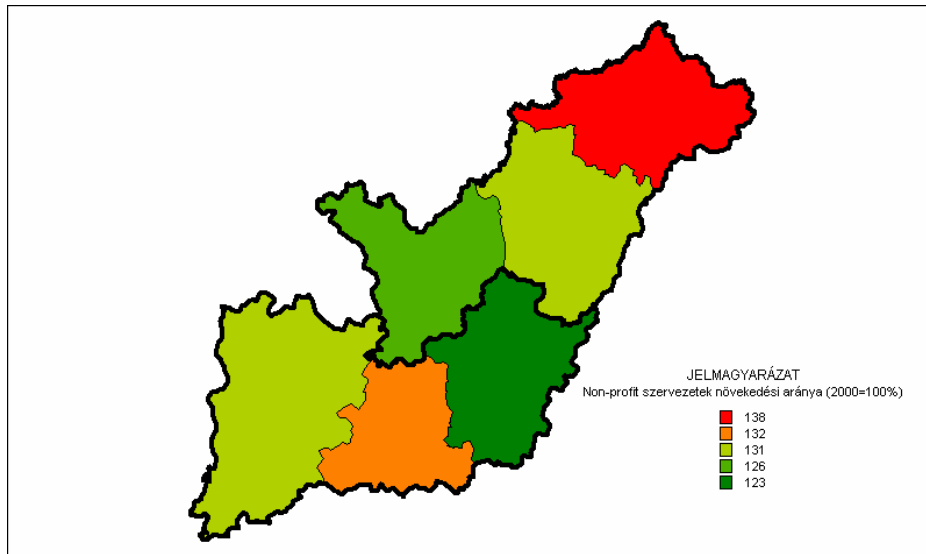 JELMAGYARÁZAT
Non-profit szervezetek növekedési aránya (2000=100%)
138
132
131
126
123